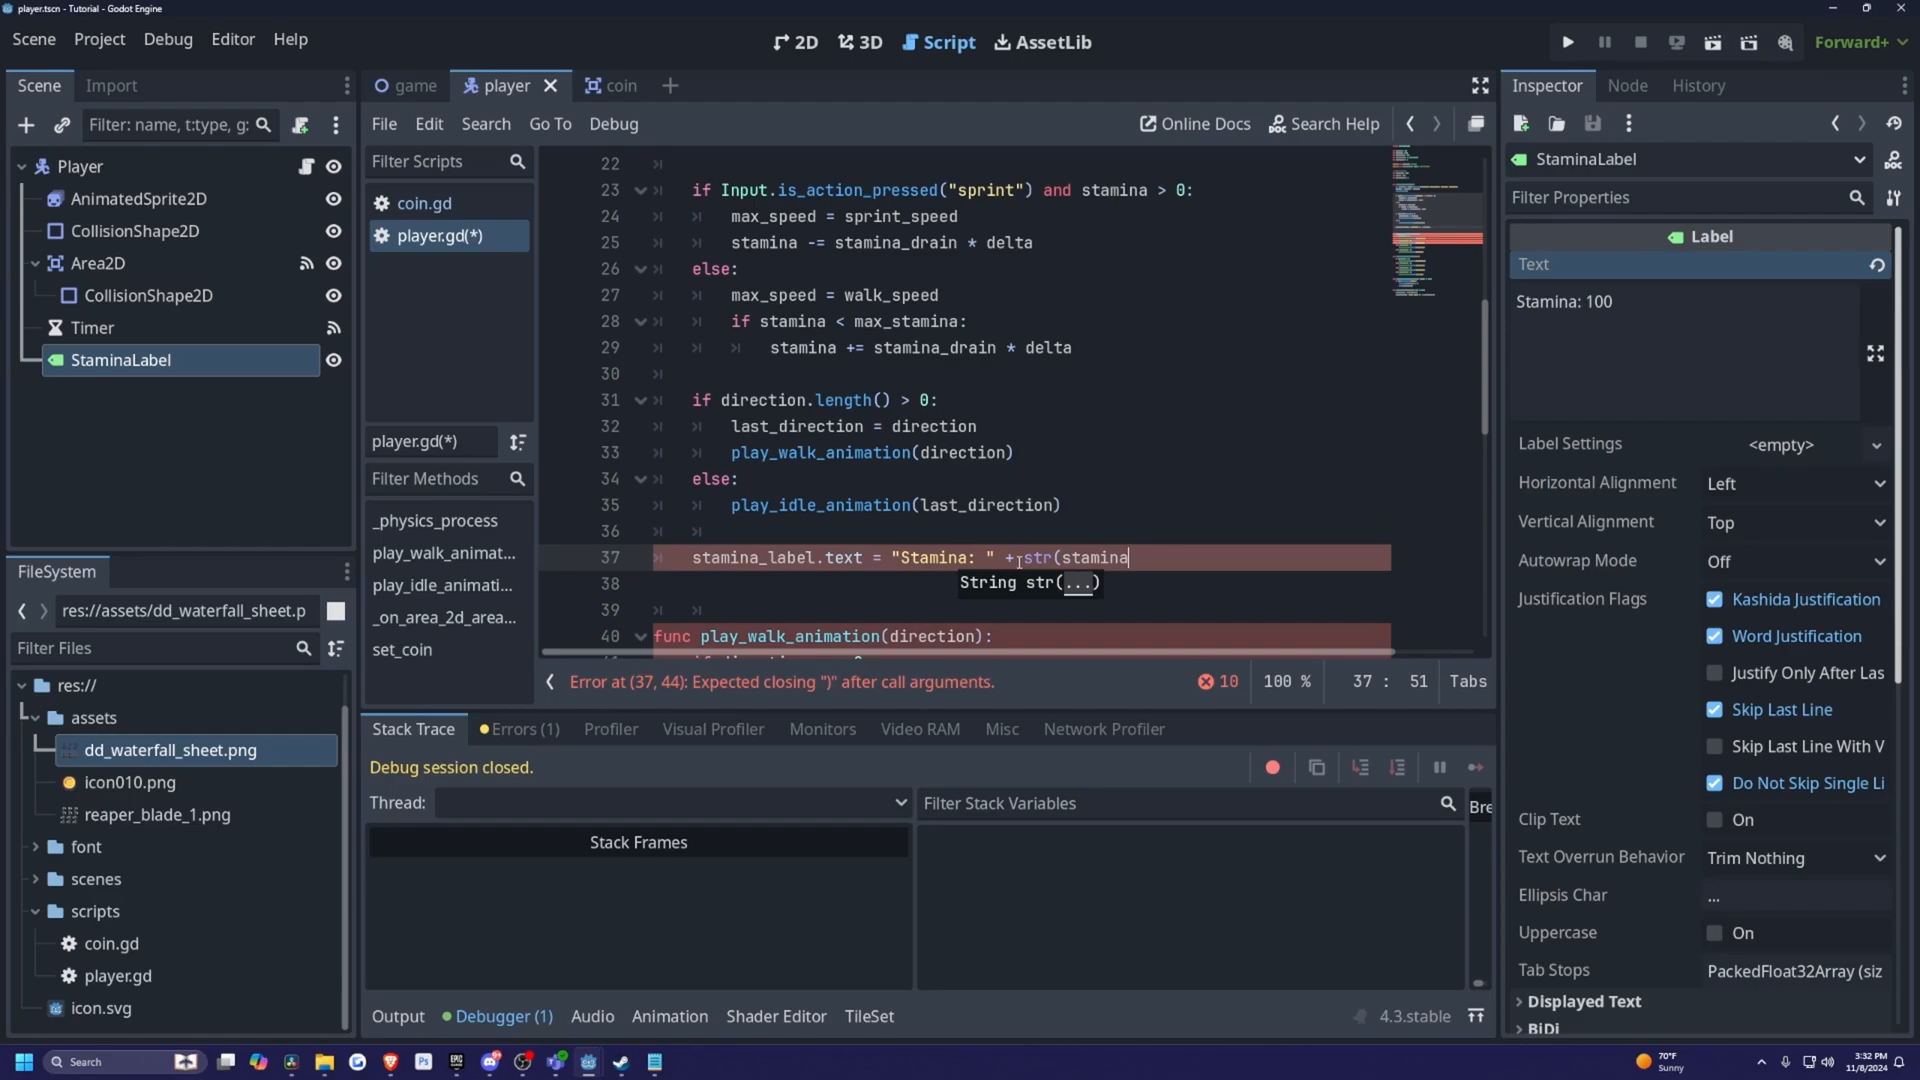 player.tscn - Tutorial - Godot Engine
Scene Project Debug Editor Help
2D 3D Script AssetLib
Forward+
Scene Import
Filter: name, t:type, g:
Player
AnimatedSprite2D
CollisionShape2D
Area2D
CollisionShape2D
Timer
StaminaLabel
FileSystem
res://assets/dd_waterfall_sheet.p
Filter Files
res://
assets
dd_waterfall_sheet.png
icon010.png
reaper_blade_1.png
font
scenes
scripts
coin.gd
player.gd
icon.svg
game player coin
File Edit Search Go To Debug
Online Docs Search Help
Filter Scripts
coin.gd
player.gd(*)
player.gd(*)
Filter Methods
_physics_process
play_walk_animat...
play_idle_animati...
_on_area_2d_area...
set_coin
22
23 if Input.is_action_pressed("sprint") and stamina > 0:
24 max_speed = sprint_speed
25 stamina -= stamina_drain * delta
26 else:
27 max_speed = walk_speed
28 if stamina < max_stamina:
29 stamina += stamina_drain * delta
30
31 if direction.length() > 0:
32 last_direction = direction
33 play_walk_animation(direction)
34 else:
35 play_idle_animation(last_direction)
36
37 stamina_label.text = "Stamina: " + str(stamina
String str(...)
38
39
40 func play_walk_animation(direction):
Error at (37, 44): Expected closing ")" after call arguments.
10 100 % 37 : 51 Tabs
Stack Trace Errors (1) Profiler Visual Profiler Monitors Video RAM Misc Network Profiler
Debug session closed.
Thread:
Filter Stack Variables
Bre
Stack Frames
Output Debugger (1) Audio Animation Shader Editor TileSet
4.3.stable
Inspector Node History
StaminaLabel
Filter Properties
Label
Text
Stamina: 100
Label Settings <empty>
Horizontal Alignment Left
Vertical Alignment Top
Autowrap Mode Off
Justification Flags Kashida Justification
Word Justification
Justify Only After Las
Skip Last Line
Skip Last Line With V
Do Not Skip Single Li
Clip Text On
Text Overrun Behavior Trim Nothing
Ellipsis Char ...
Uppercase On
Tab Stops PackedFloat32Array (siz
Displayed Text
BiDi
Search
70°F
Sunny
3:32 PM
11/8/2024